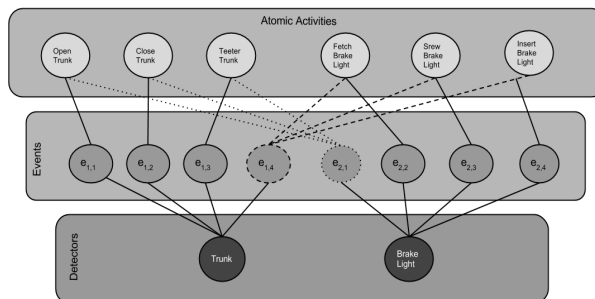 Atomic Activities
Open
Trunk
Close
Trunk
Teeter
Trunk
Fetch
Brake
Light
Srew
Brake
Light
Insert
Brake
Light
Events
e1,1
e1,2
e1,3
e1,4
e2,1
e2,2
e2,3
e2,4
Detectors
Trunk
Brake
Light